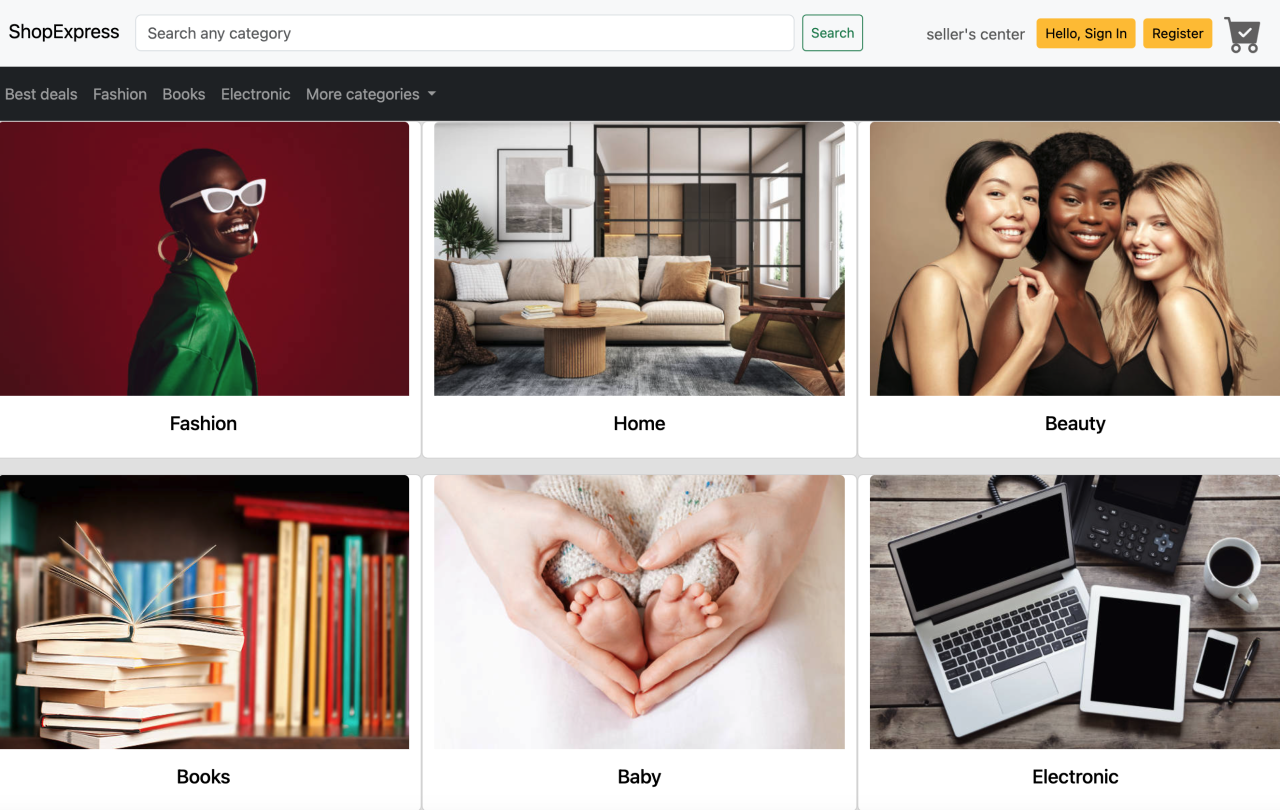 ShopExpress Search any category Search seller's center Hello, Sign In Register
Best deals Fashion Books Electronic More categories
Fashion Home Beauty
Books Baby Electronic